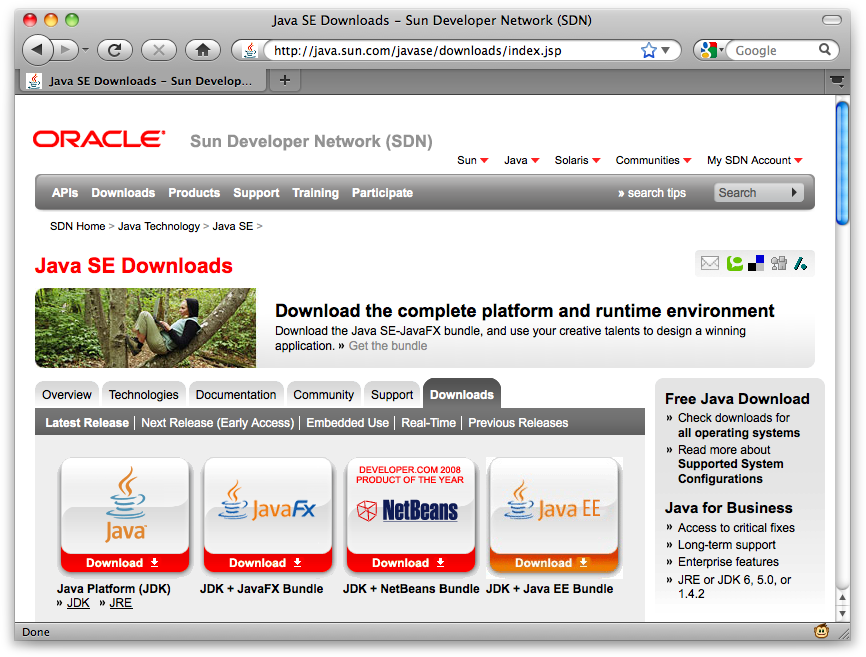 Java SE Downloads – Sun Developer Network (SDN)
http://java.sun.com/javase/downloads/index.jsp
Google
Java SE Downloads – Sun Develop...
ORACLE
Sun Developer Network (SDN)
Sun Java Solaris Communities My SDN Account
APIs Downloads Products Support Training Participate » search tips Search
SDN Home > Java Technology > Java SE >
Java SE Downloads
Download the complete platform and runtime environment
Download the Java SE-JavaFX bundle, and use your creative talents to design a winning
application. » Get the bundle
Overview Technologies Documentation Community Support Downloads
Latest Release | Next Release (Early Access) | Embedded Use | Real-Time | Previous Releases
Java
JavaFX
DEVELOPER.COM 2008
PRODUCT OF THE YEAR
NetBeans
Java EE
Download Download Download Download
Java Platform (JDK) JDK + JavaFX Bundle JDK + NetBeans Bundle JDK + Java EE Bundle
» JDK » JRE
Free Java Download
» Check downloads for
all operating systems
» Read more about
Supported System
Configurations
Java for Business
» Access to critical fixes
» Long-term support
» Enterprise features
» JRE or JDK 6, 5.0, or
1.4.2
Done